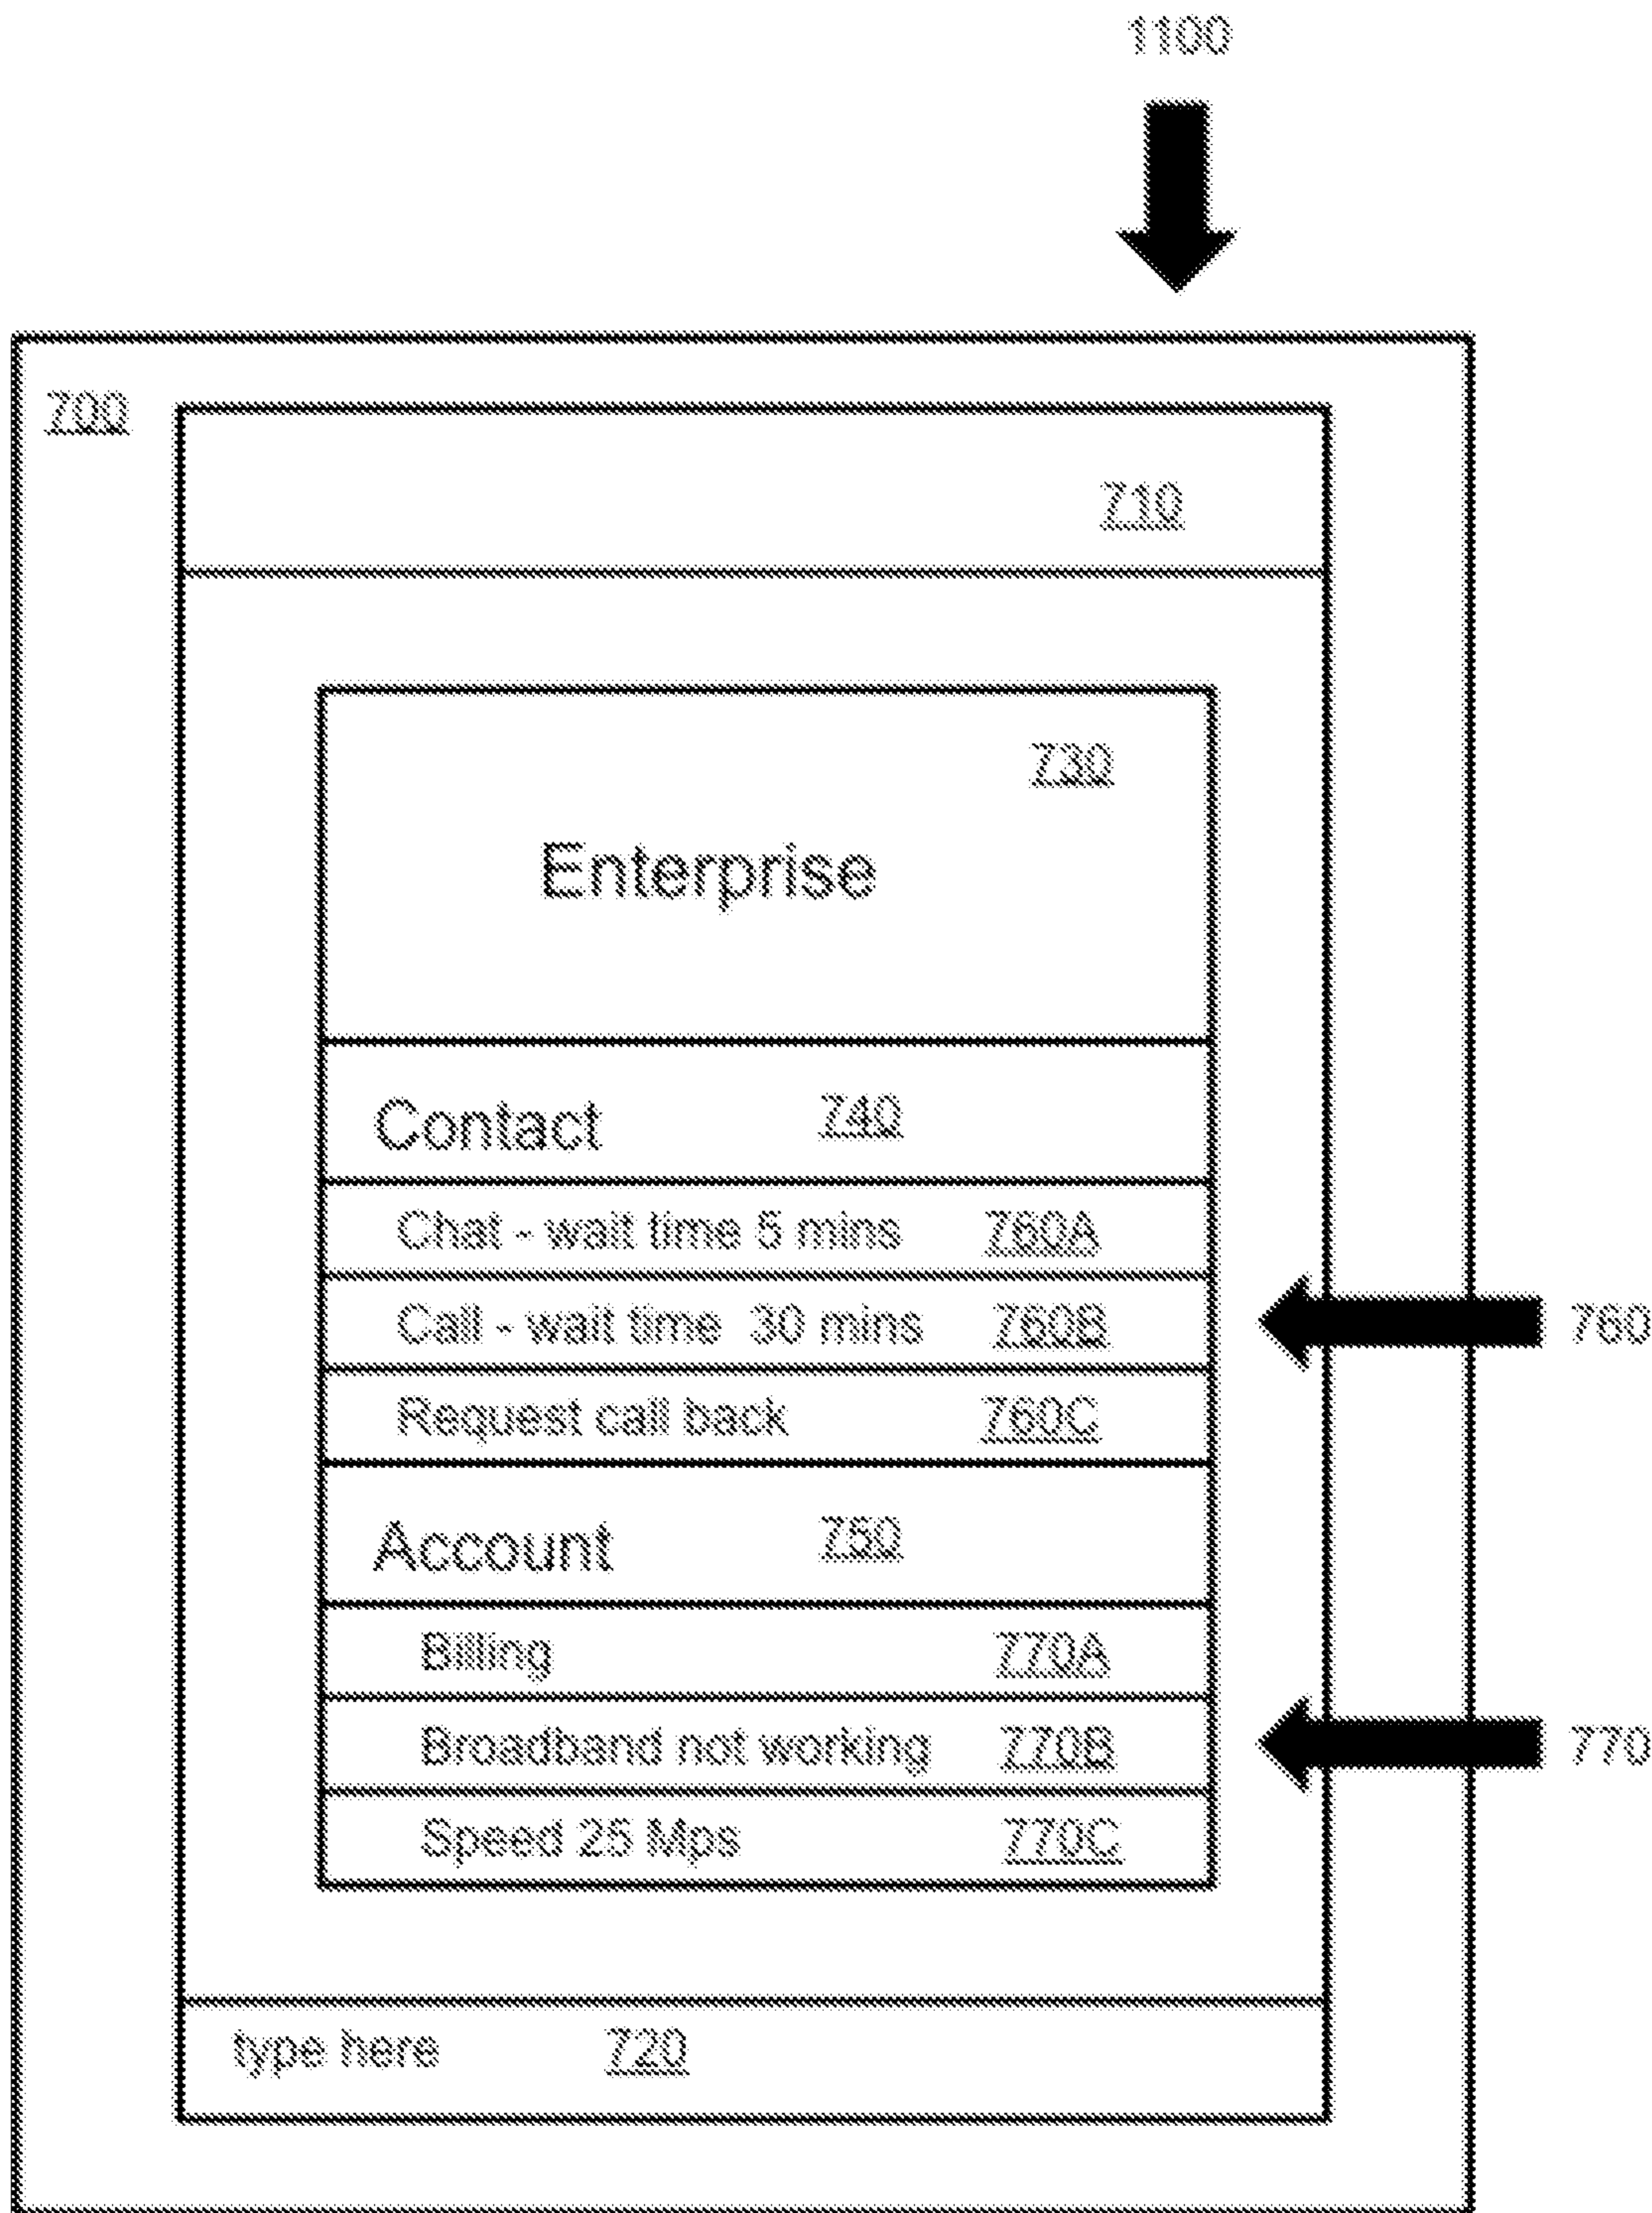 1100
700
710
730
Enterprise
Contact 740
Chat - wait time 5 mins 760A
Call - wait time 30 mins 760B 760
Request call back 760C
Account 750
Billing 770A
Broadband not working 770B 770
Speed 25 Mps 770C
type here 720